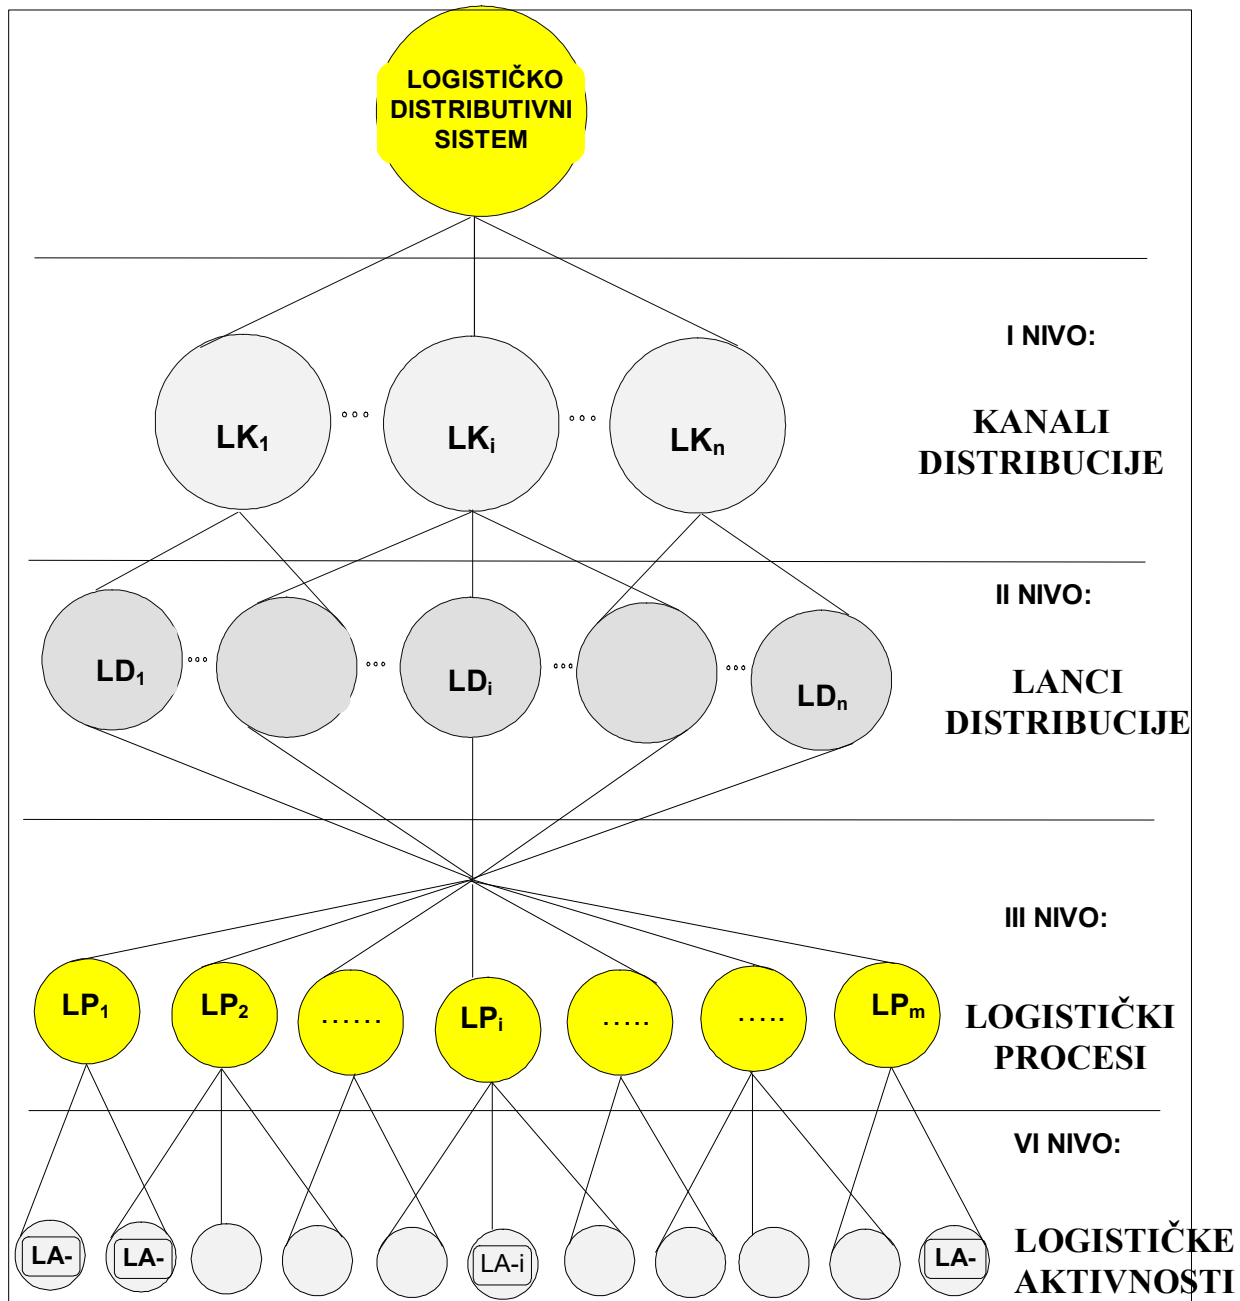 LOGISTIČKO
DISTRIBUTIVNI
SISTEM
I NIVO:
LK1 °°° LKi °°° LKn
KANALI
DISTRIBUCIJE
II NIVO:
LD1 °°° °°° LDi °°° °°° LDn
LANCI
DISTRIBUCIJE
III NIVO:
LP1 LP2 ...... LPi ..... ..... LPm
LOGISTIČKI
PROCESI
VI NIVO:
LA- LA- LA-i LA-
LOGISTIČKE
AKTIVNOSTI